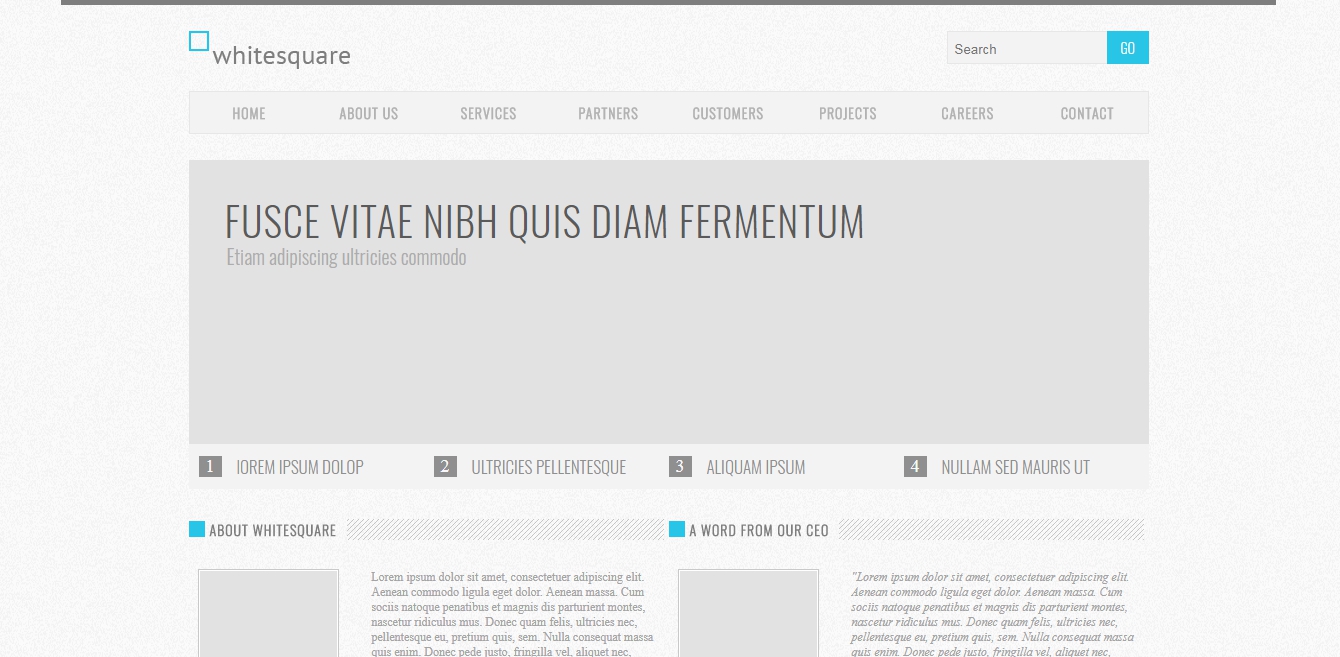 whitesquare
Search
GO
HOME ABOUT US SERVICES PARTNERS CUSTOMERS PROJECTS CAREERS CONTACT
FUSCE VITAE NIBH QUIS DIAM FERMENTUM
Etiam adipiscing ultricies commodo
1 lOREM IPSUM DOLOP
2 ULTRICIES PELLENTESQUE
3 ALIQUAM IPSUM
4 NULLAM SED MAURIS UT
ABOUT WHITESQUARE
Lorem ipsum dolor sit amet, consectetuer adipiscing elit.
Aenean commodo ligula eget dolor. Aenean massa. Cum
sociis natoque penatibus et magnis dis parturient montes,
nascetur ridiculus mus. Donec quam felis, ultricies nec,
pellentesque eu, pretium quis, sem. Nulla consequat massa
quis enim. Donec pede justo, fringilla vel, aliquet nec,
A WORD FROM OUR CEO
"Lorem ipsum dolor sit amet, consectetuer adipiscing elit.
Aenean commodo ligula eget dolor. Aenean massa. Cum
sociis natoque penatibus et magnis dis parturient montes,
nascetur ridiculus mus. Donec quam felis, ultricies nec,
pellentesque eu, pretium quis, sem. Nulla consequat massa
quis enim. Donec pede justo, fringilla vel, aliquet nec,